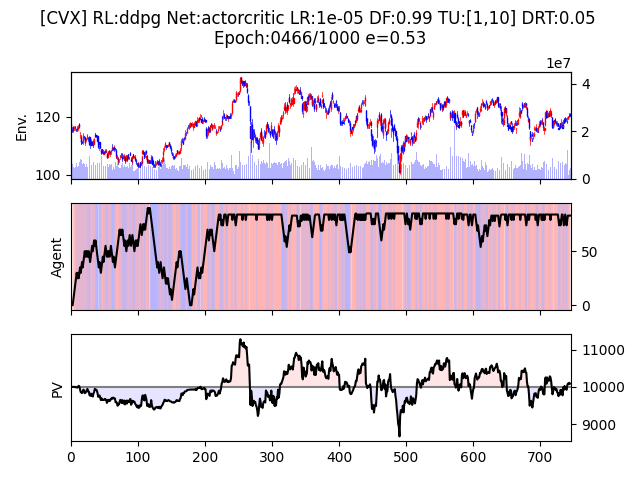 [CVX] RL:ddpg Net:actorcritic LR:1e-05 DF:0.99 TU:[1,10] DRT:0.05
Epoch:0466/1000 e=0.53
1e7
Env.
120
100
4
2
0
Agent
50
0
PV
11000
10000
9000
0 100 200 300 400 500 600 700